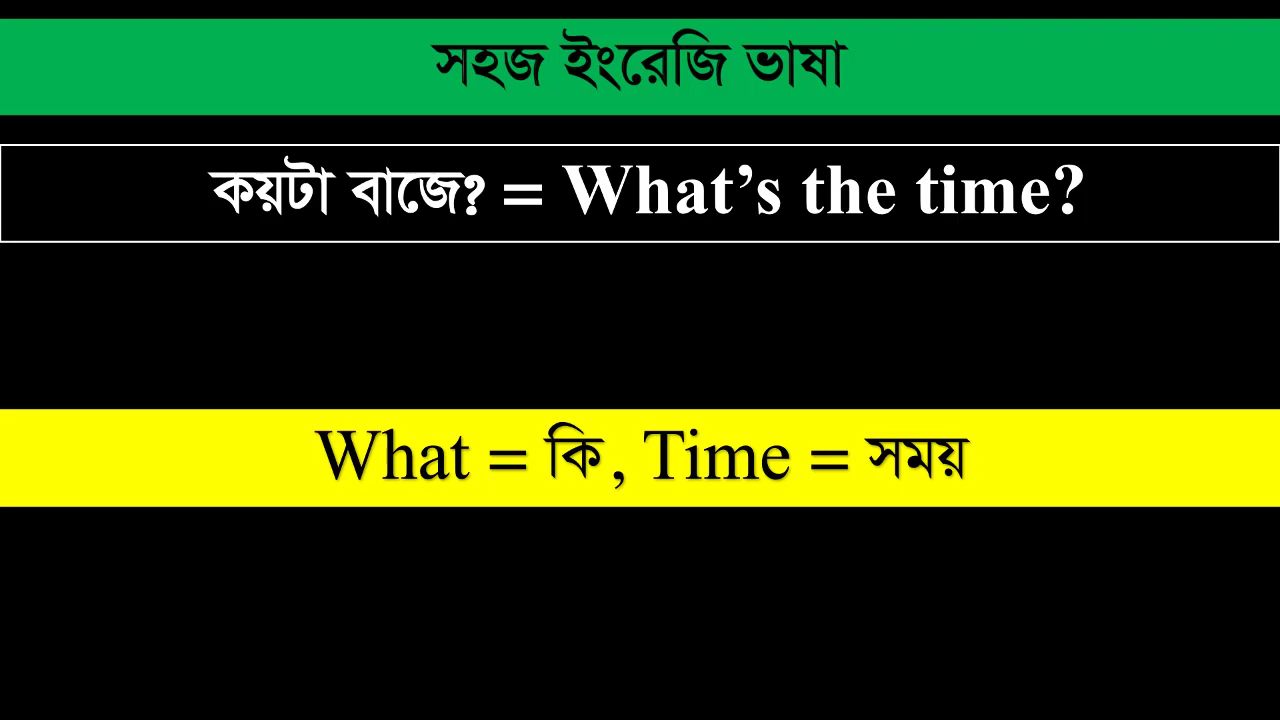 সহজ ইংরেজি ভাষা
কয়টা বাজে? = What’s the time?
What = কি, Time = সময়